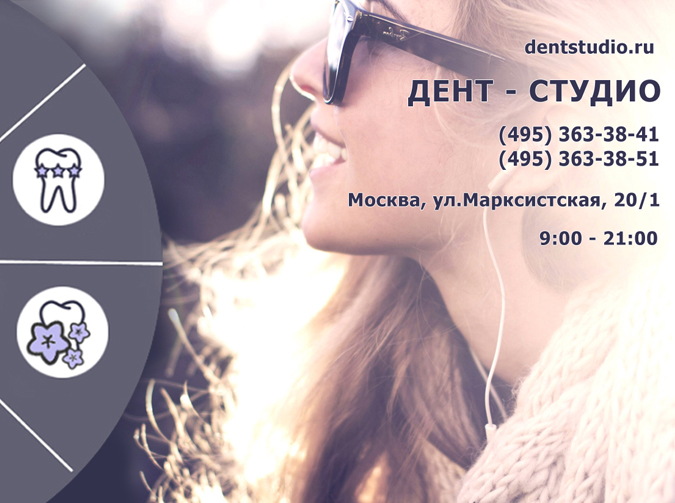 dentstudio.ru
ДЕНТ - СТУДИО
(495) 363-38-41
(495) 363-38-51
Москва, ул.Марксистская, 20/1
9:00 - 21:00